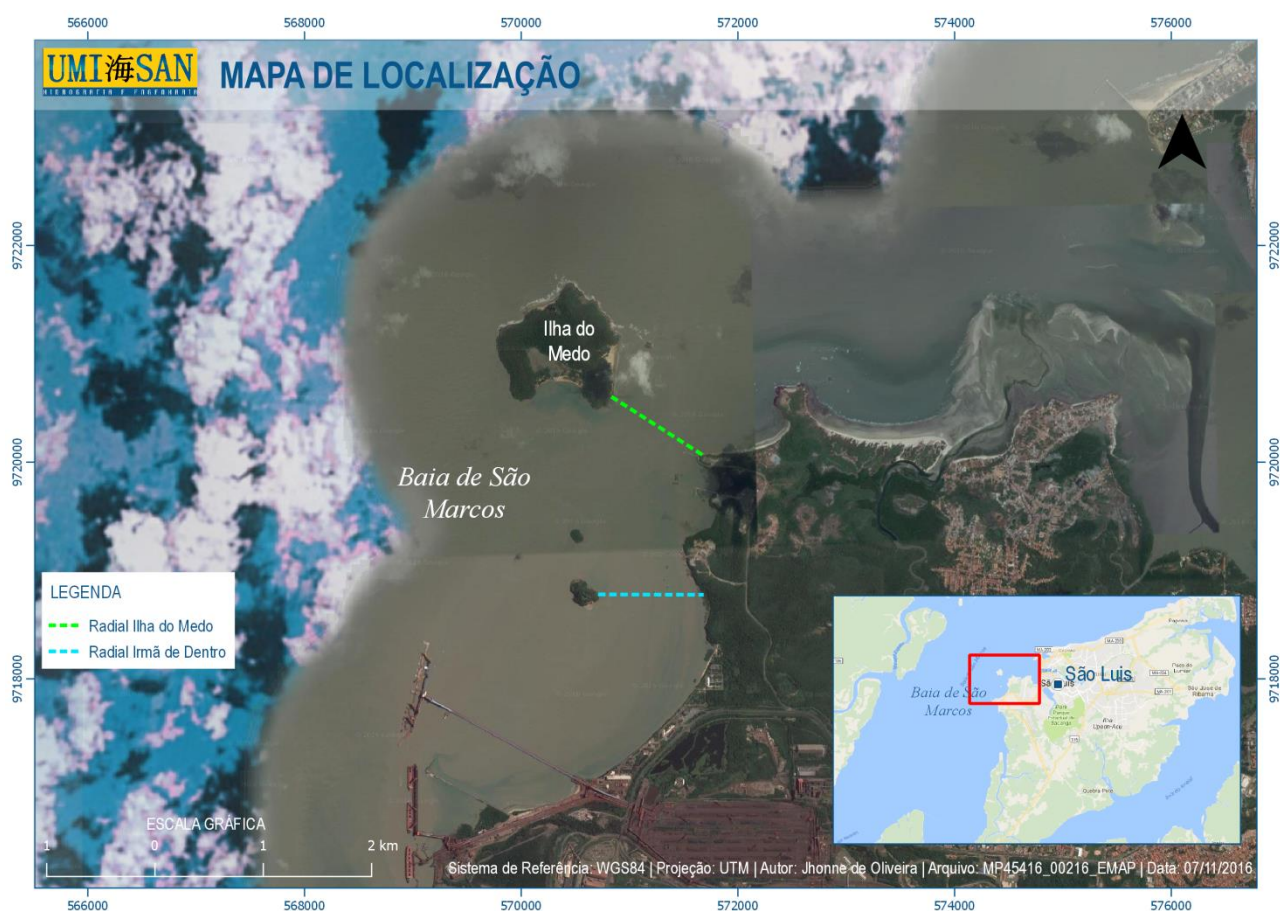 566000 568000 570000 572000 574000 576000
UMI海SAN
HIDROGRAFIA E ENGENHARIA
MAPA DE LOCALIZAÇÃO
9722000 9722000
Ilha do
Medo
9720000 9720000
Baia de São
Marcos
LEGENDA
Radial Ilha do Medo
Radial Irmã de Dentro
9718000 9718000
São Luis
Baia de São
Marcos
ESCALA GRÁFICA
1 0 1 2 km
Sistema de Referência: WGS84 | Projeção: UTM | Autor: Jhonne de Oliveira | Arquivo: MP45416_00216_EMAP | Data: 07/11/2016
566000 568000 570000 572000 574000 576000